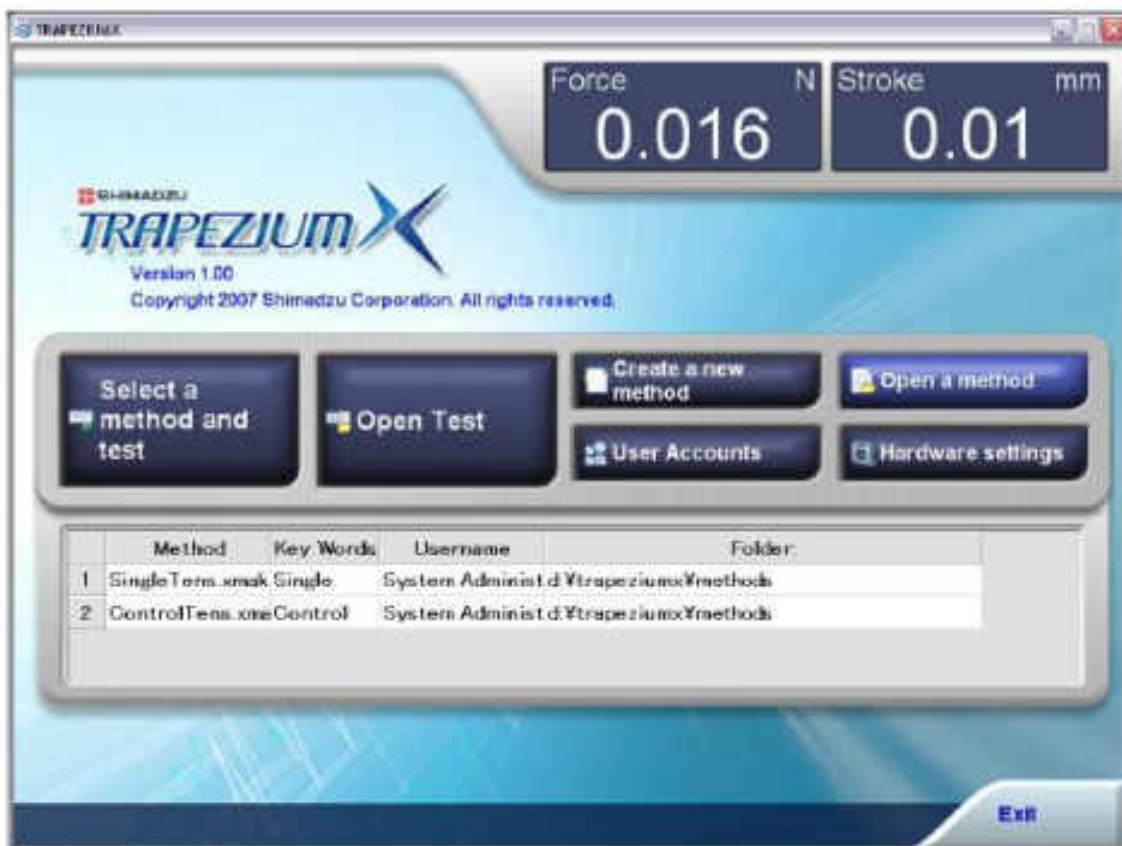 TRAPEZIUMX
Force N
0.016
Stroke mm
0.01
SHIMADZU
TRAPEZIUM X
Version 1.00
Copyright 2007 Shimadzu Corporation. All rights reserved.
Select a
method and
test
Open Test
Create a new
method
Open a method
User Accounts
Hardware settings
Method Key Words Username Folder
1 SingleTens.xmak Single System Administ d:¥trapeziumx¥methods
2 ControlTens.xma Control System Administ d:¥trapeziumx¥methods
Exit